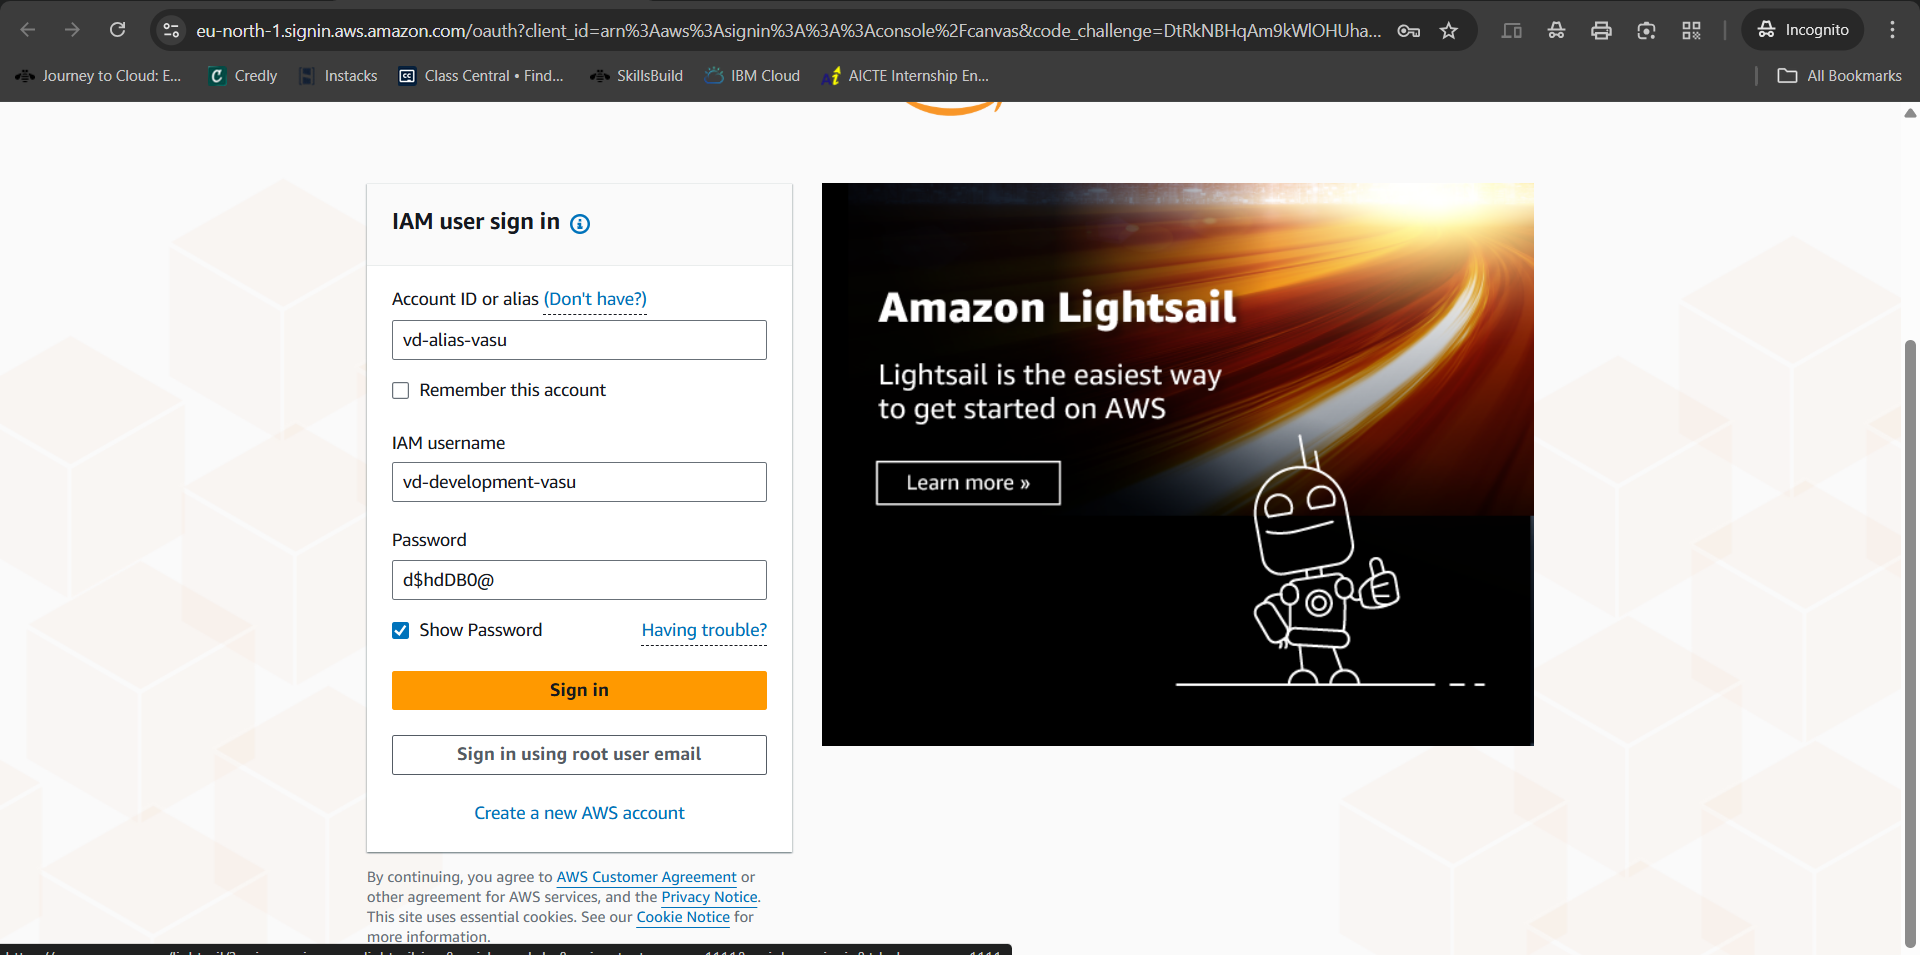 eu-north-1.signin.aws.amazon.com/oauth?client_id=arn%3Aaws%3Asignin%3A%3A%3Aconsole%2Fcanvas&code_challenge=DtRkNBHqAm9kWlOHUha...
Incognito
Journey to Cloud: E...
Credly
Instacks
Class Central • Find...
SkillsBuild
IBM Cloud
AICTE Internship En...
All Bookmarks
IAM user sign in
Account ID or alias (Don't have?)
vd-alias-vasu
Remember this account
IAM username
vd-development-vasu
Password
d$hdDB0@
Show Password
Having trouble?
Sign in
Sign in using root user email
Create a new AWS account
By continuing, you agree to AWS Customer Agreement or
other agreement for AWS services, and the Privacy Notice.
This site uses essential cookies. See our Cookie Notice for
more information.
Amazon Lightsail
Lightsail is the easiest way
to get started on AWS
Learn more »